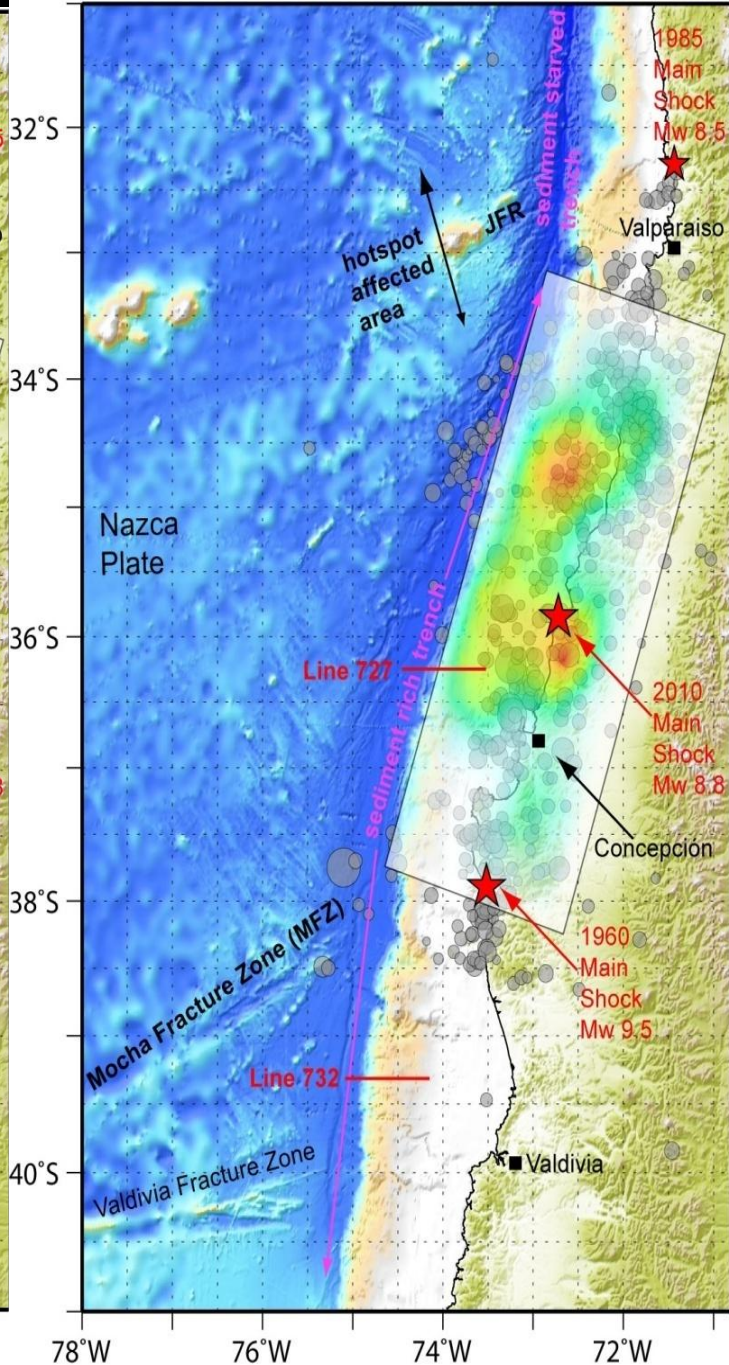 1985
Main
Shock
Mw 8.5
sediment starved
trench
32°S
JFR
Valparaiso
hotspot
affected
area
34°S
Nazca
Plate
sediment rich trench
36°S
Line 727
2010
Main
Shock
Mw 8.8
Concepción
38°S
Mocha Fracture Zone (MFZ)
1960
Main
Shock
Mw 9.5
Line 732
40°S
Valdivia
Valdivia Fracture Zone
78°W
76°W
74°W
72°W